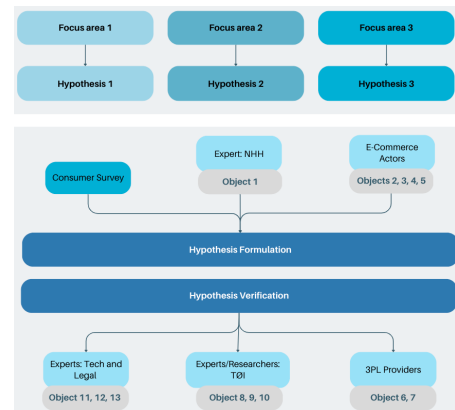 Focus area 1
Focus area 2
Focus area 3
Hypothesis 1
Hypothesis 2
Hypothesis 3
Consumer Survey
Expert: NHH
Object 1
E-Commerce
Actors
Objects 2, 3, 4, 5
Hypothesis Formulation
Hypothesis Verification
Experts: Tech and
Legal
Object 11, 12, 13
Experts/Researchers:
TØI
Object 8, 9, 10
3PL Providers
Object 6, 7